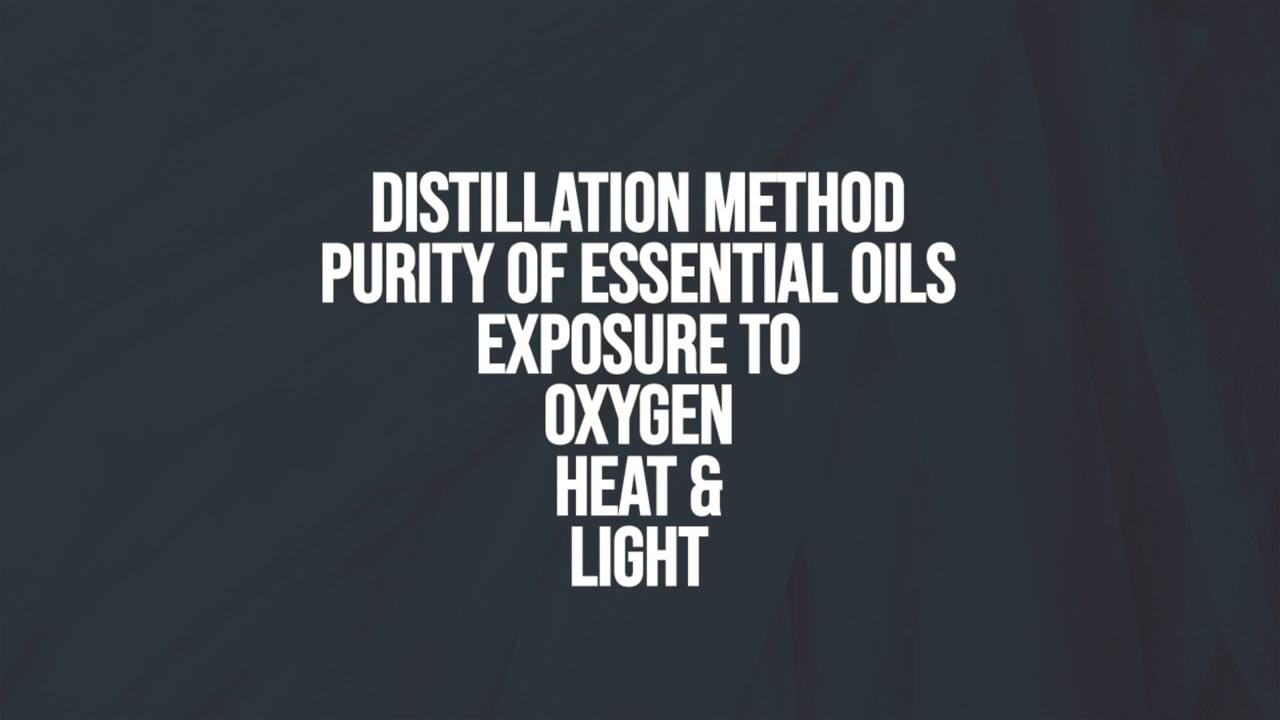 DISTILLATION METHOD
PURITY OF ESSENTIAL OILS
EXPOSURE TO
OXYGEN
HEAT &
LIGHT